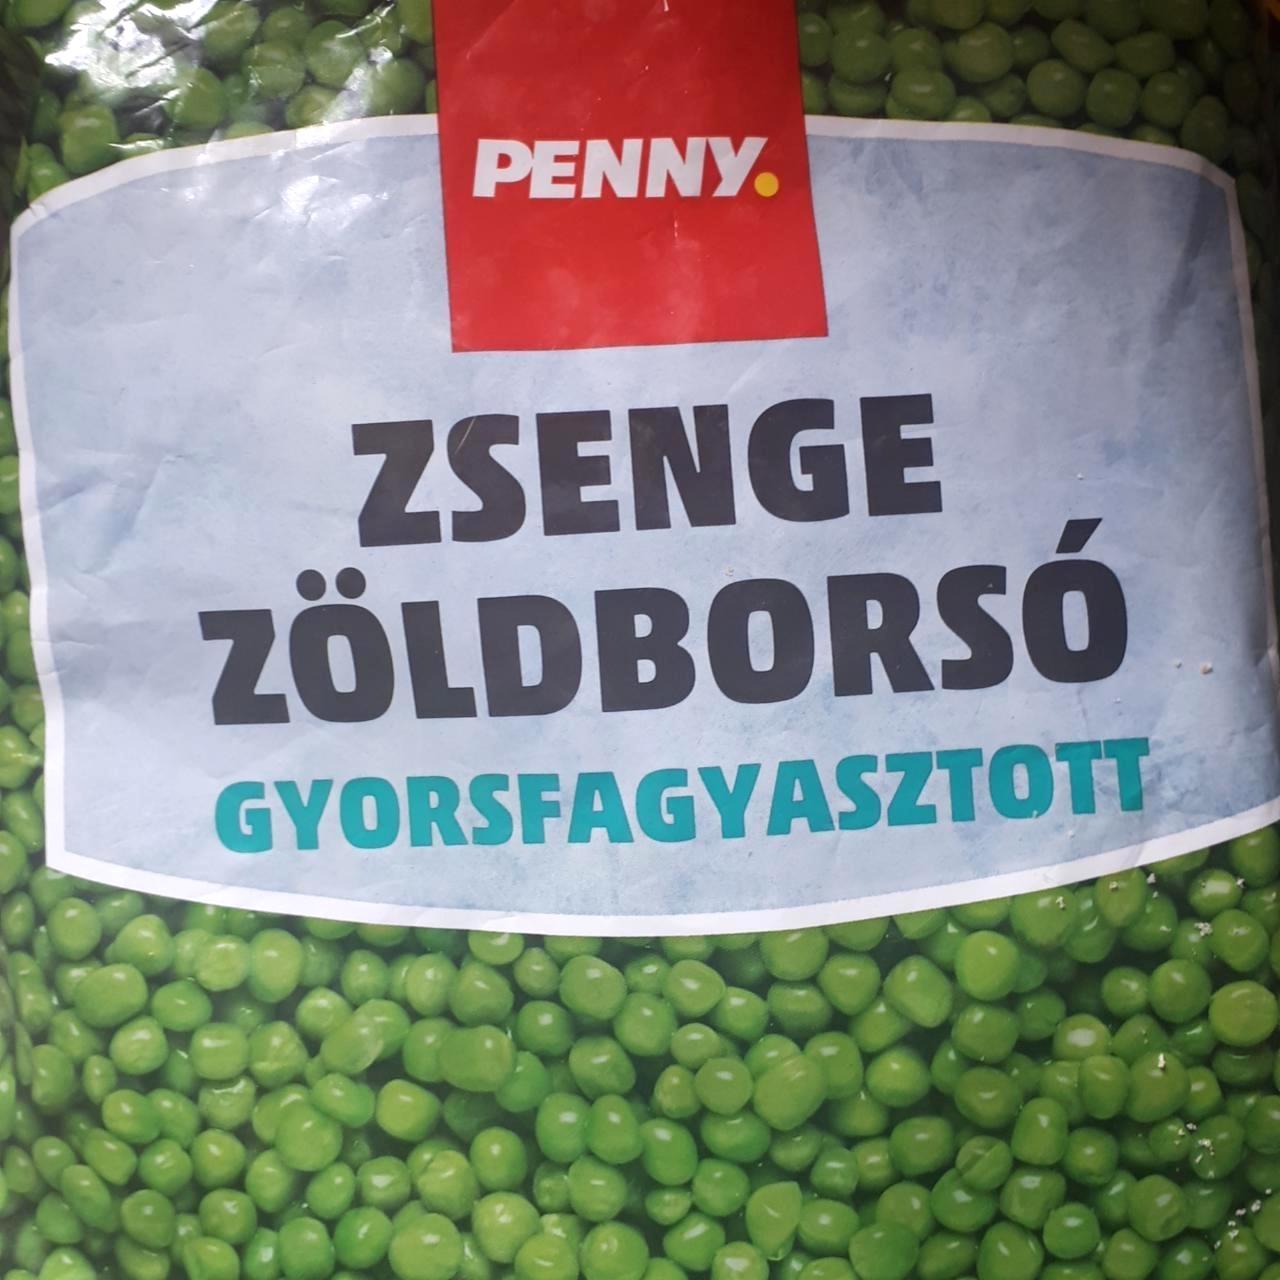 PENNY.
ZSENGE
ZÖLDBORSÓ
GYORSFAGYASZTOTT